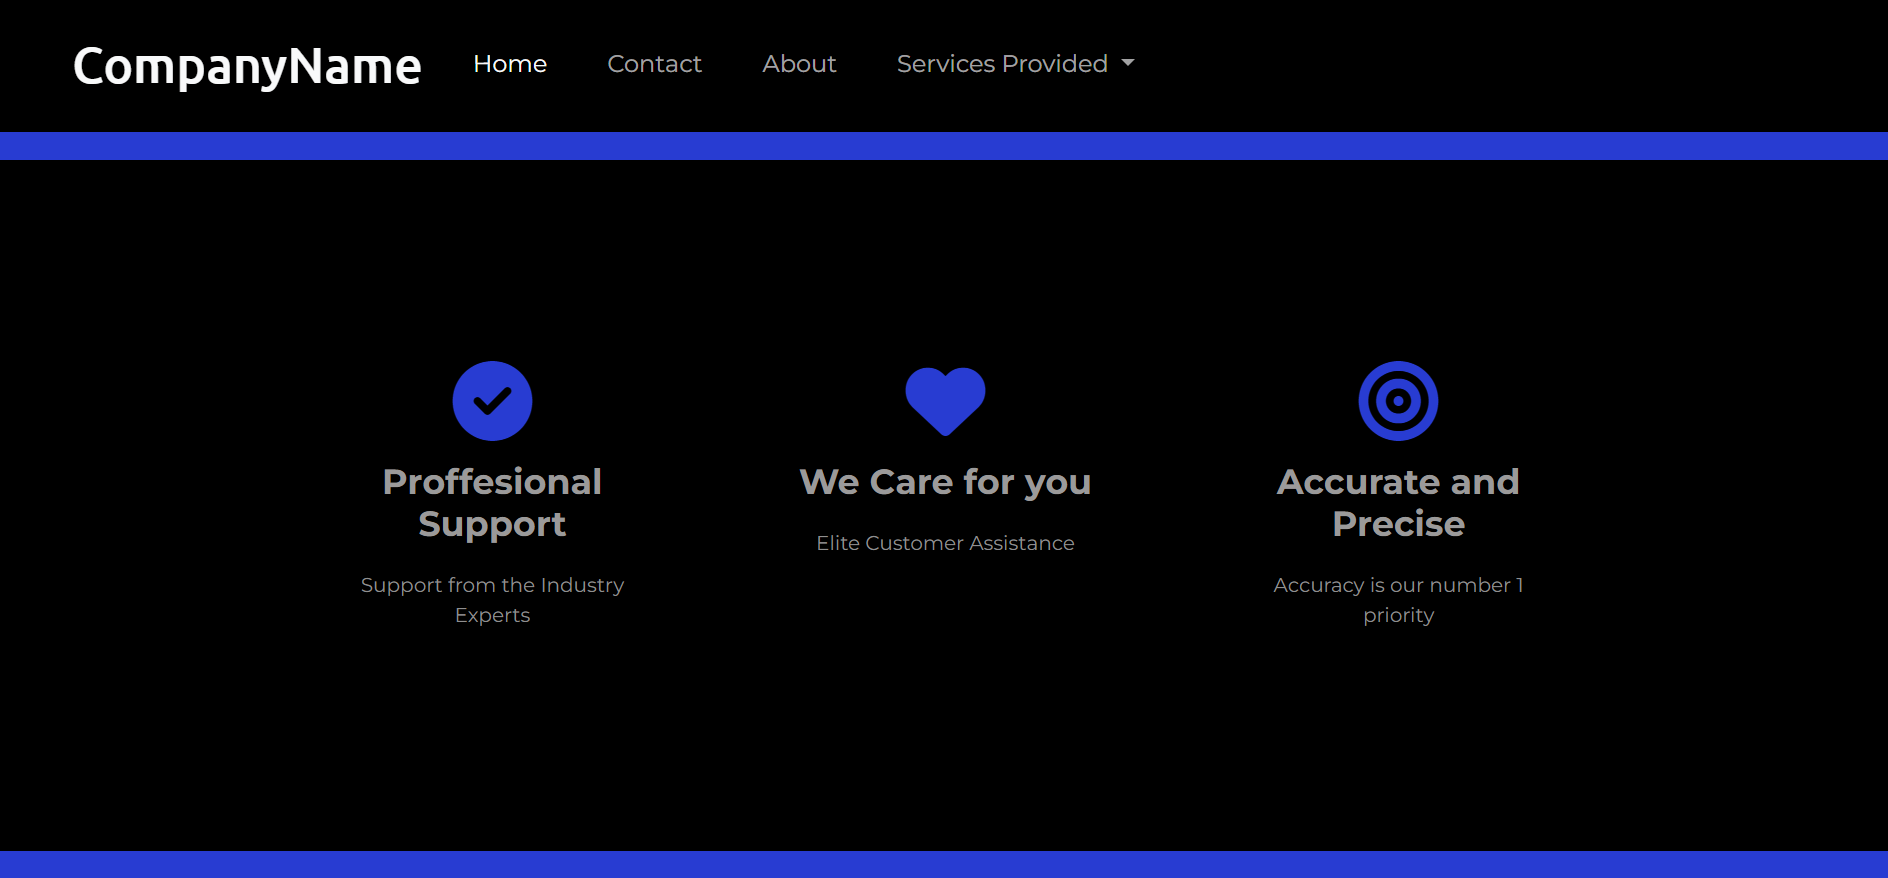 CompanyName
Home Contact About Services Provided
Proffesional
Support
Support from the Industry
Experts
We Care for you
Elite Customer Assistance
Accurate and
Precise
Accuracy is our number 1
priority